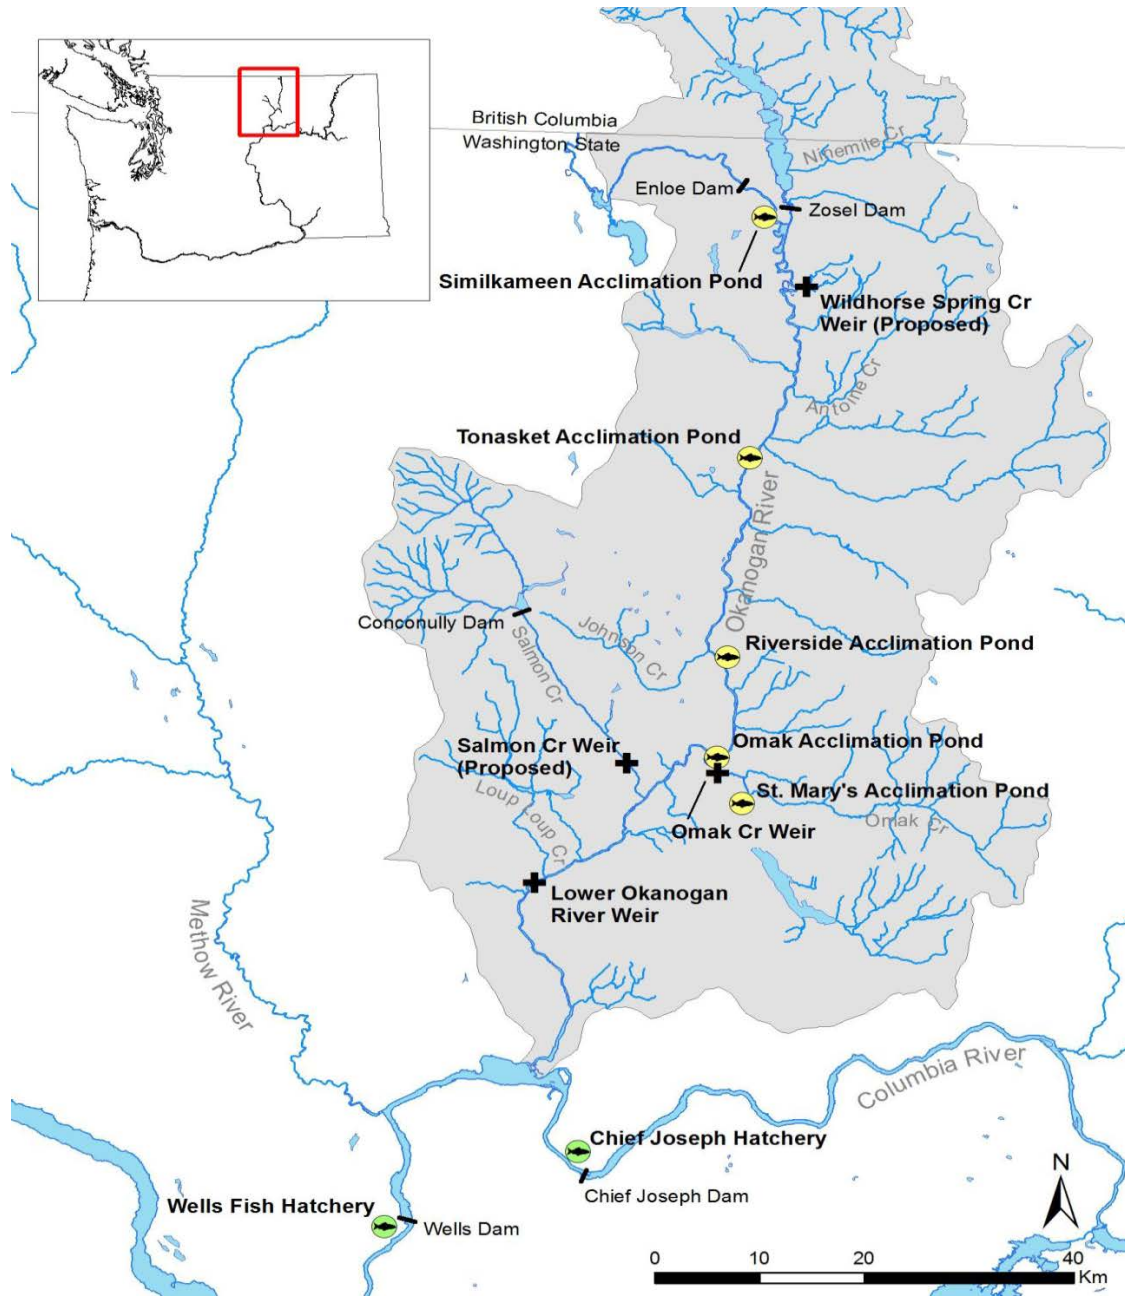 British Columbia
Washington State
Ninemile Cr
Enloe Dam
Zosel Dam
Similkameen Acclimation Pond
Wildhorse Spring Cr
Weir (Proposed)
Antoine Cr
Tonasket Acclimation Pond
Okanogan River
Conconully Dam
Salmon Cr
Johnson Cr
Riverside Acclimation Pond
Salmon Cr Weir
(Proposed)
Omak Acclimation Pond
St. Mary's Acclimation Pond
Loup Loup Cr
Omak Cr
Omak Cr Weir
Lower Okanogan
River Weir
Methow River
Columbia River
Chief Joseph Hatchery
Chief Joseph Dam
Wells Fish Hatchery
Wells Dam
N
0 10 20 40
Km